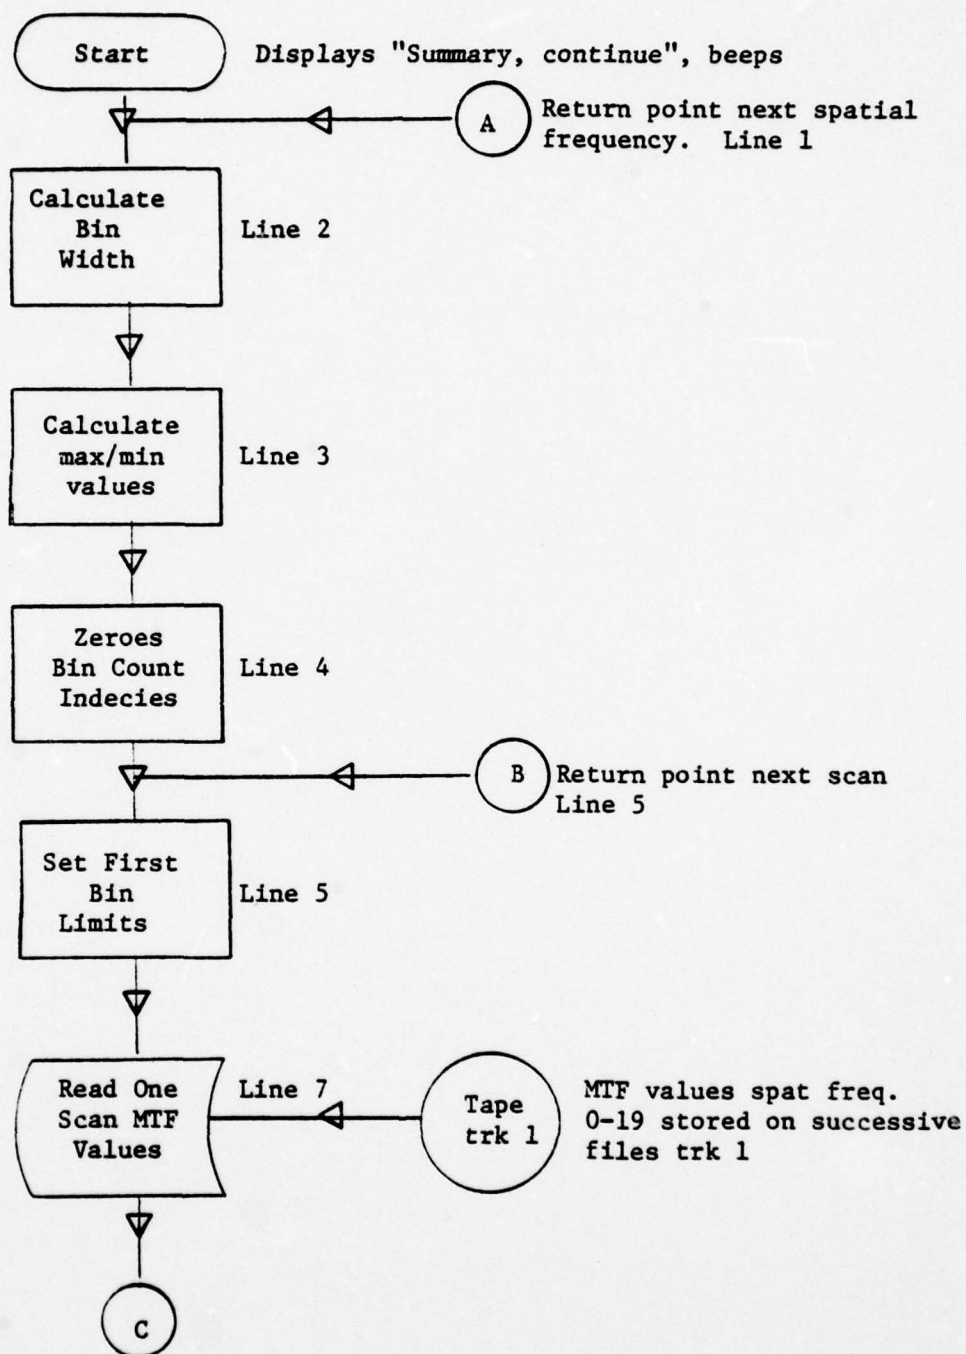 Start
Displays "Summary, continue", beeps
A
Return point next spatial
frequency. Line 1
Calculate
Bin
Width
Line 2
Calculate
max/min
values
Line 3
Zeroes
Bin Count
Indecies
Line 4
B
Return point next scan
Line 5
Set First
Bin
Limits
Line 5
Read One
Scan MTF
Values
Line 7
Tape
trk 1
MTF values spat freq.
0-19 stored on successive
files trk 1
C